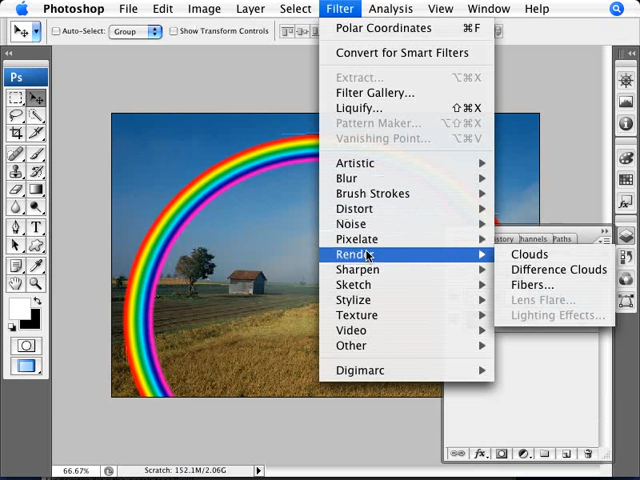 Photoshop File Edit Image Layer Select Filter Analysis View Window Help
Auto-Select: Group Show Transform Controls
Ps
Polar Coordinates ⌘F
Convert for Smart Filters
Extract... ⌥⌘X
Filter Gallery...
Liquify... ⇧⌘X
Pattern Maker... ⌥⇧⌘X
Vanishing Point... ⌥⌘V
Artistic
Blur
Brush Strokes
Distort
Noise
Pixelate
Render
Sharpen
Sketch
Stylize
Texture
Video
Other
Digimarc
istory hannels Paths
Clouds
Difference Clouds
Fibers...
Lens Flare...
Lighting Effects...
66.67% Scratch: 152.1M/2.06G